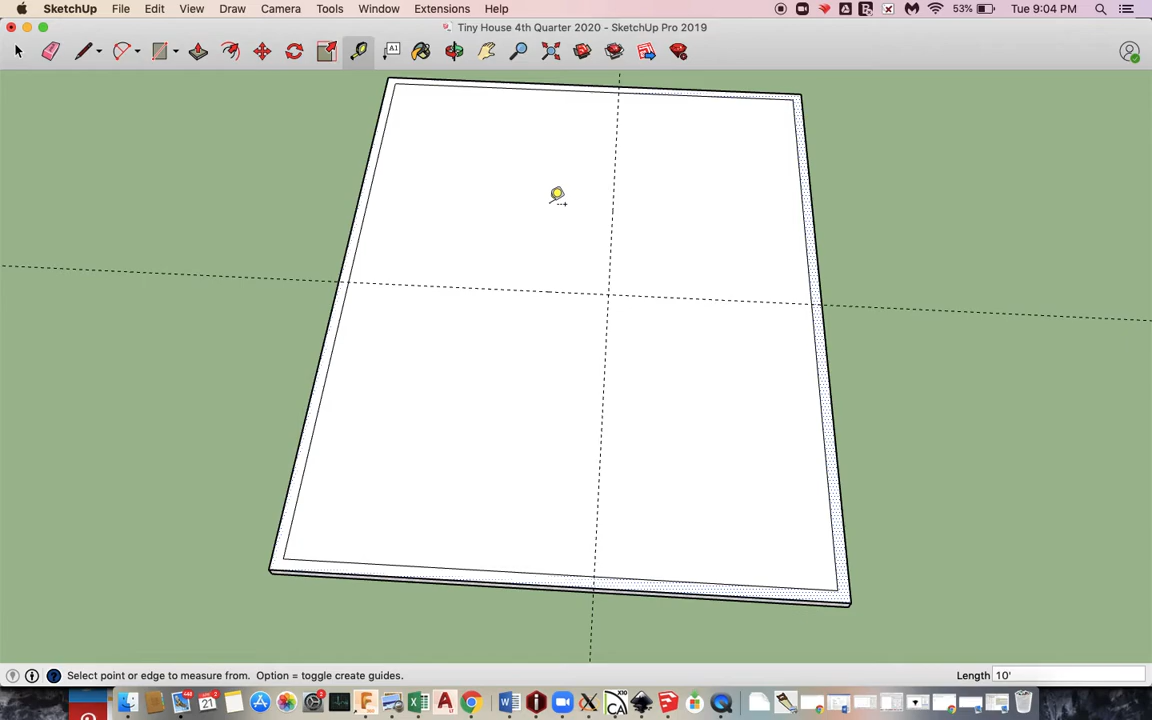 SketchUp File Edit View Draw Camera Tools Window Extensions Help 53% Tue 9:04 PM
Tiny House 4th Quarter 2020 - SketchUp Pro 2019
A1
Select point or edge to measure from. Option = toggle create guides. Length 10'